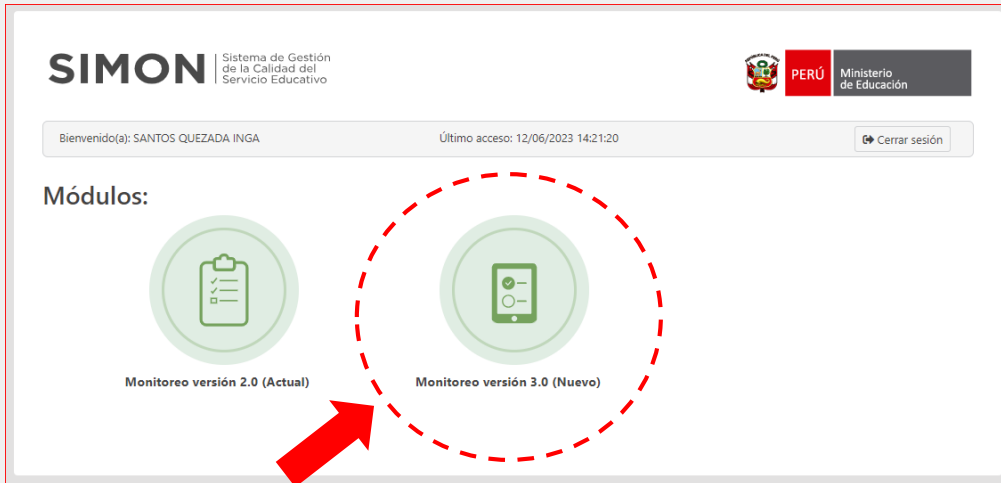 SIMON
Sistema de Gestión
de la Calidad del
Servicio Educativo
PERÚ
Ministerio
de Educación
Bienvenido(a): SANTOS QUEZADA INGA
Último acceso: 12/06/2023 14:21:20
Cerrar sesión
Módulos:
Monitoreo versión 2.0 (Actual)
Monitoreo versión 3.0 (Nuevo)